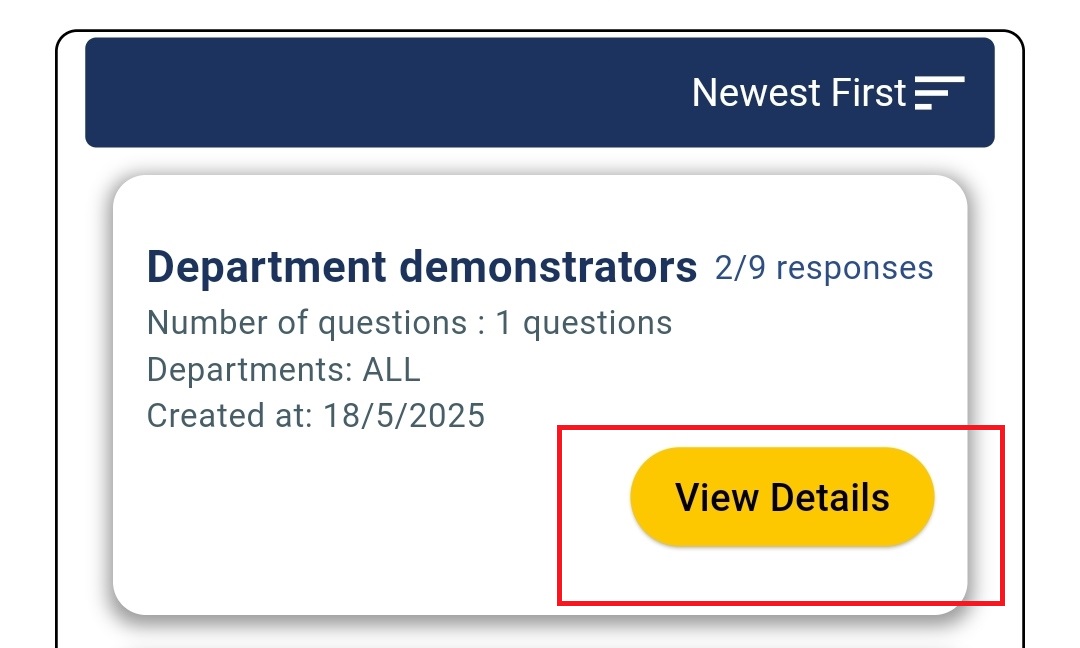 Newest First
Department demonstrators 2/9 responses
Number of questions : 1 questions
Departments: ALL
Created at: 18/5/2025
View Details